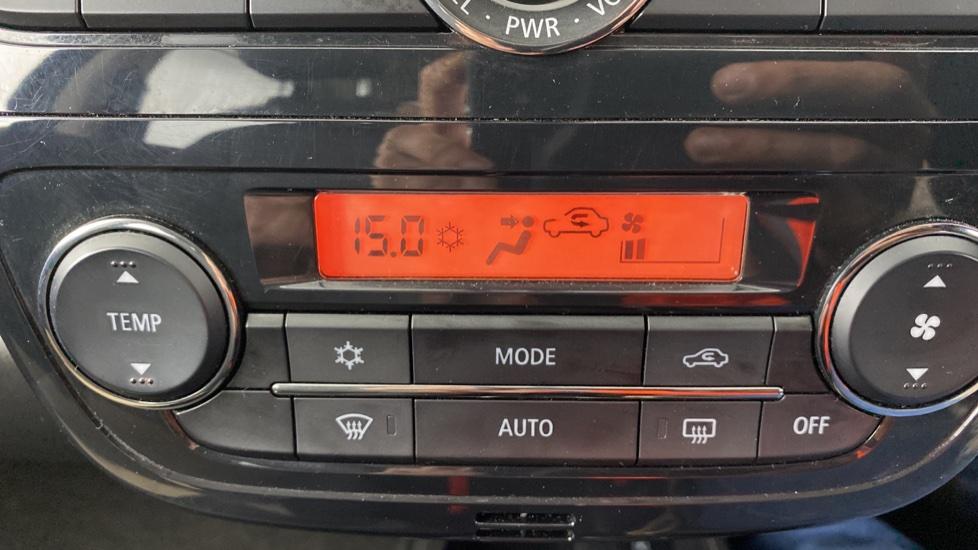 PWR
15.0
TEMP
MODE
AUTO
OFF